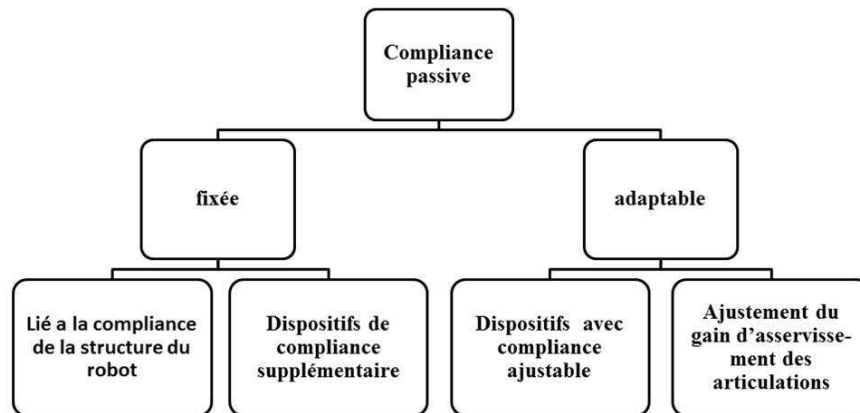 Compliance
passive
fixée
adaptable
Lié a la compliance
de la structure du
robot
Dispositifs de
compliance
supplémentaire
Dispositifs avec
compliance
ajustable
Ajustement du
gain d’asservisse-
ment des
articulations